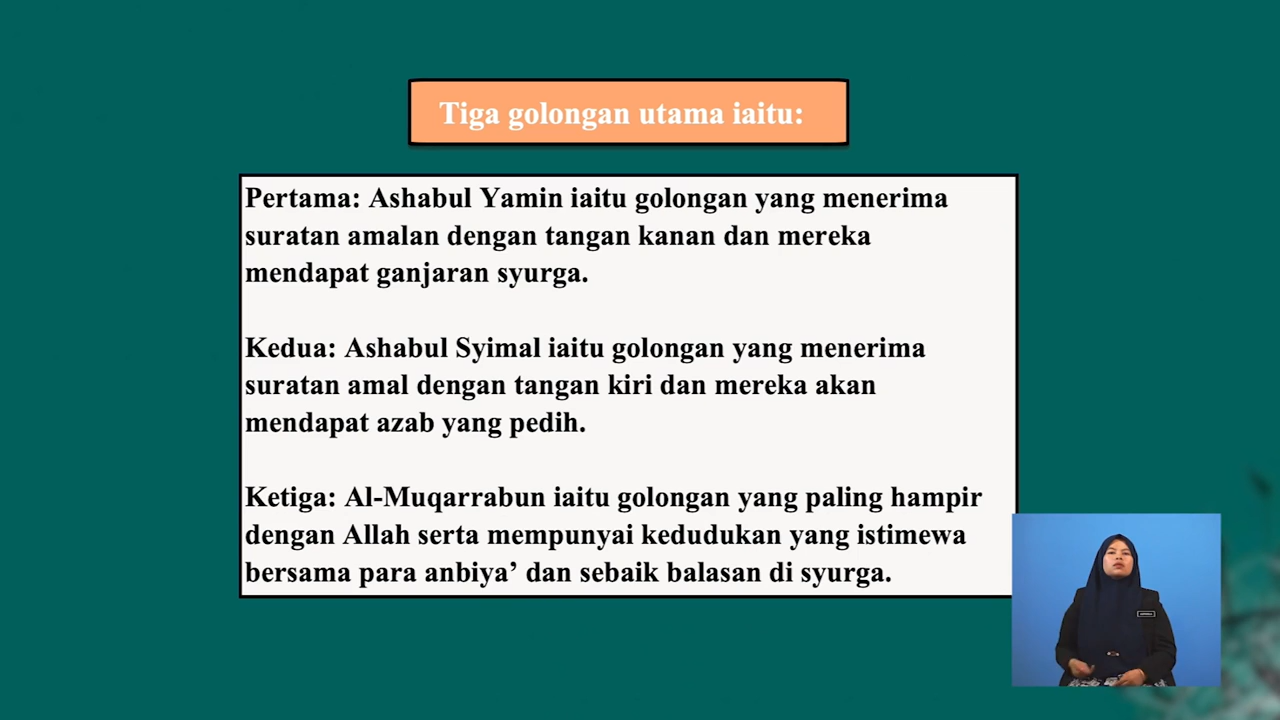 Tiga golongan utama iaitu:
Pertama: Ashabul Yamin iaitu golongan yang menerima
suratan amalan dengan tangan kanan dan mereka
mendapat ganjaran syurga.
Kedua: Ashabul Syimal iaitu golongan yang menerima
suratan amal dengan tangan kiri dan mereka akan
mendapat azab yang pedih.
Ketiga: Al-Muqarrabun iaitu golongan yang paling hampir
dengan Allah serta mempunyai kedudukan yang istimewa
bersama para anbiya’ dan sebaik balasan di syurga.